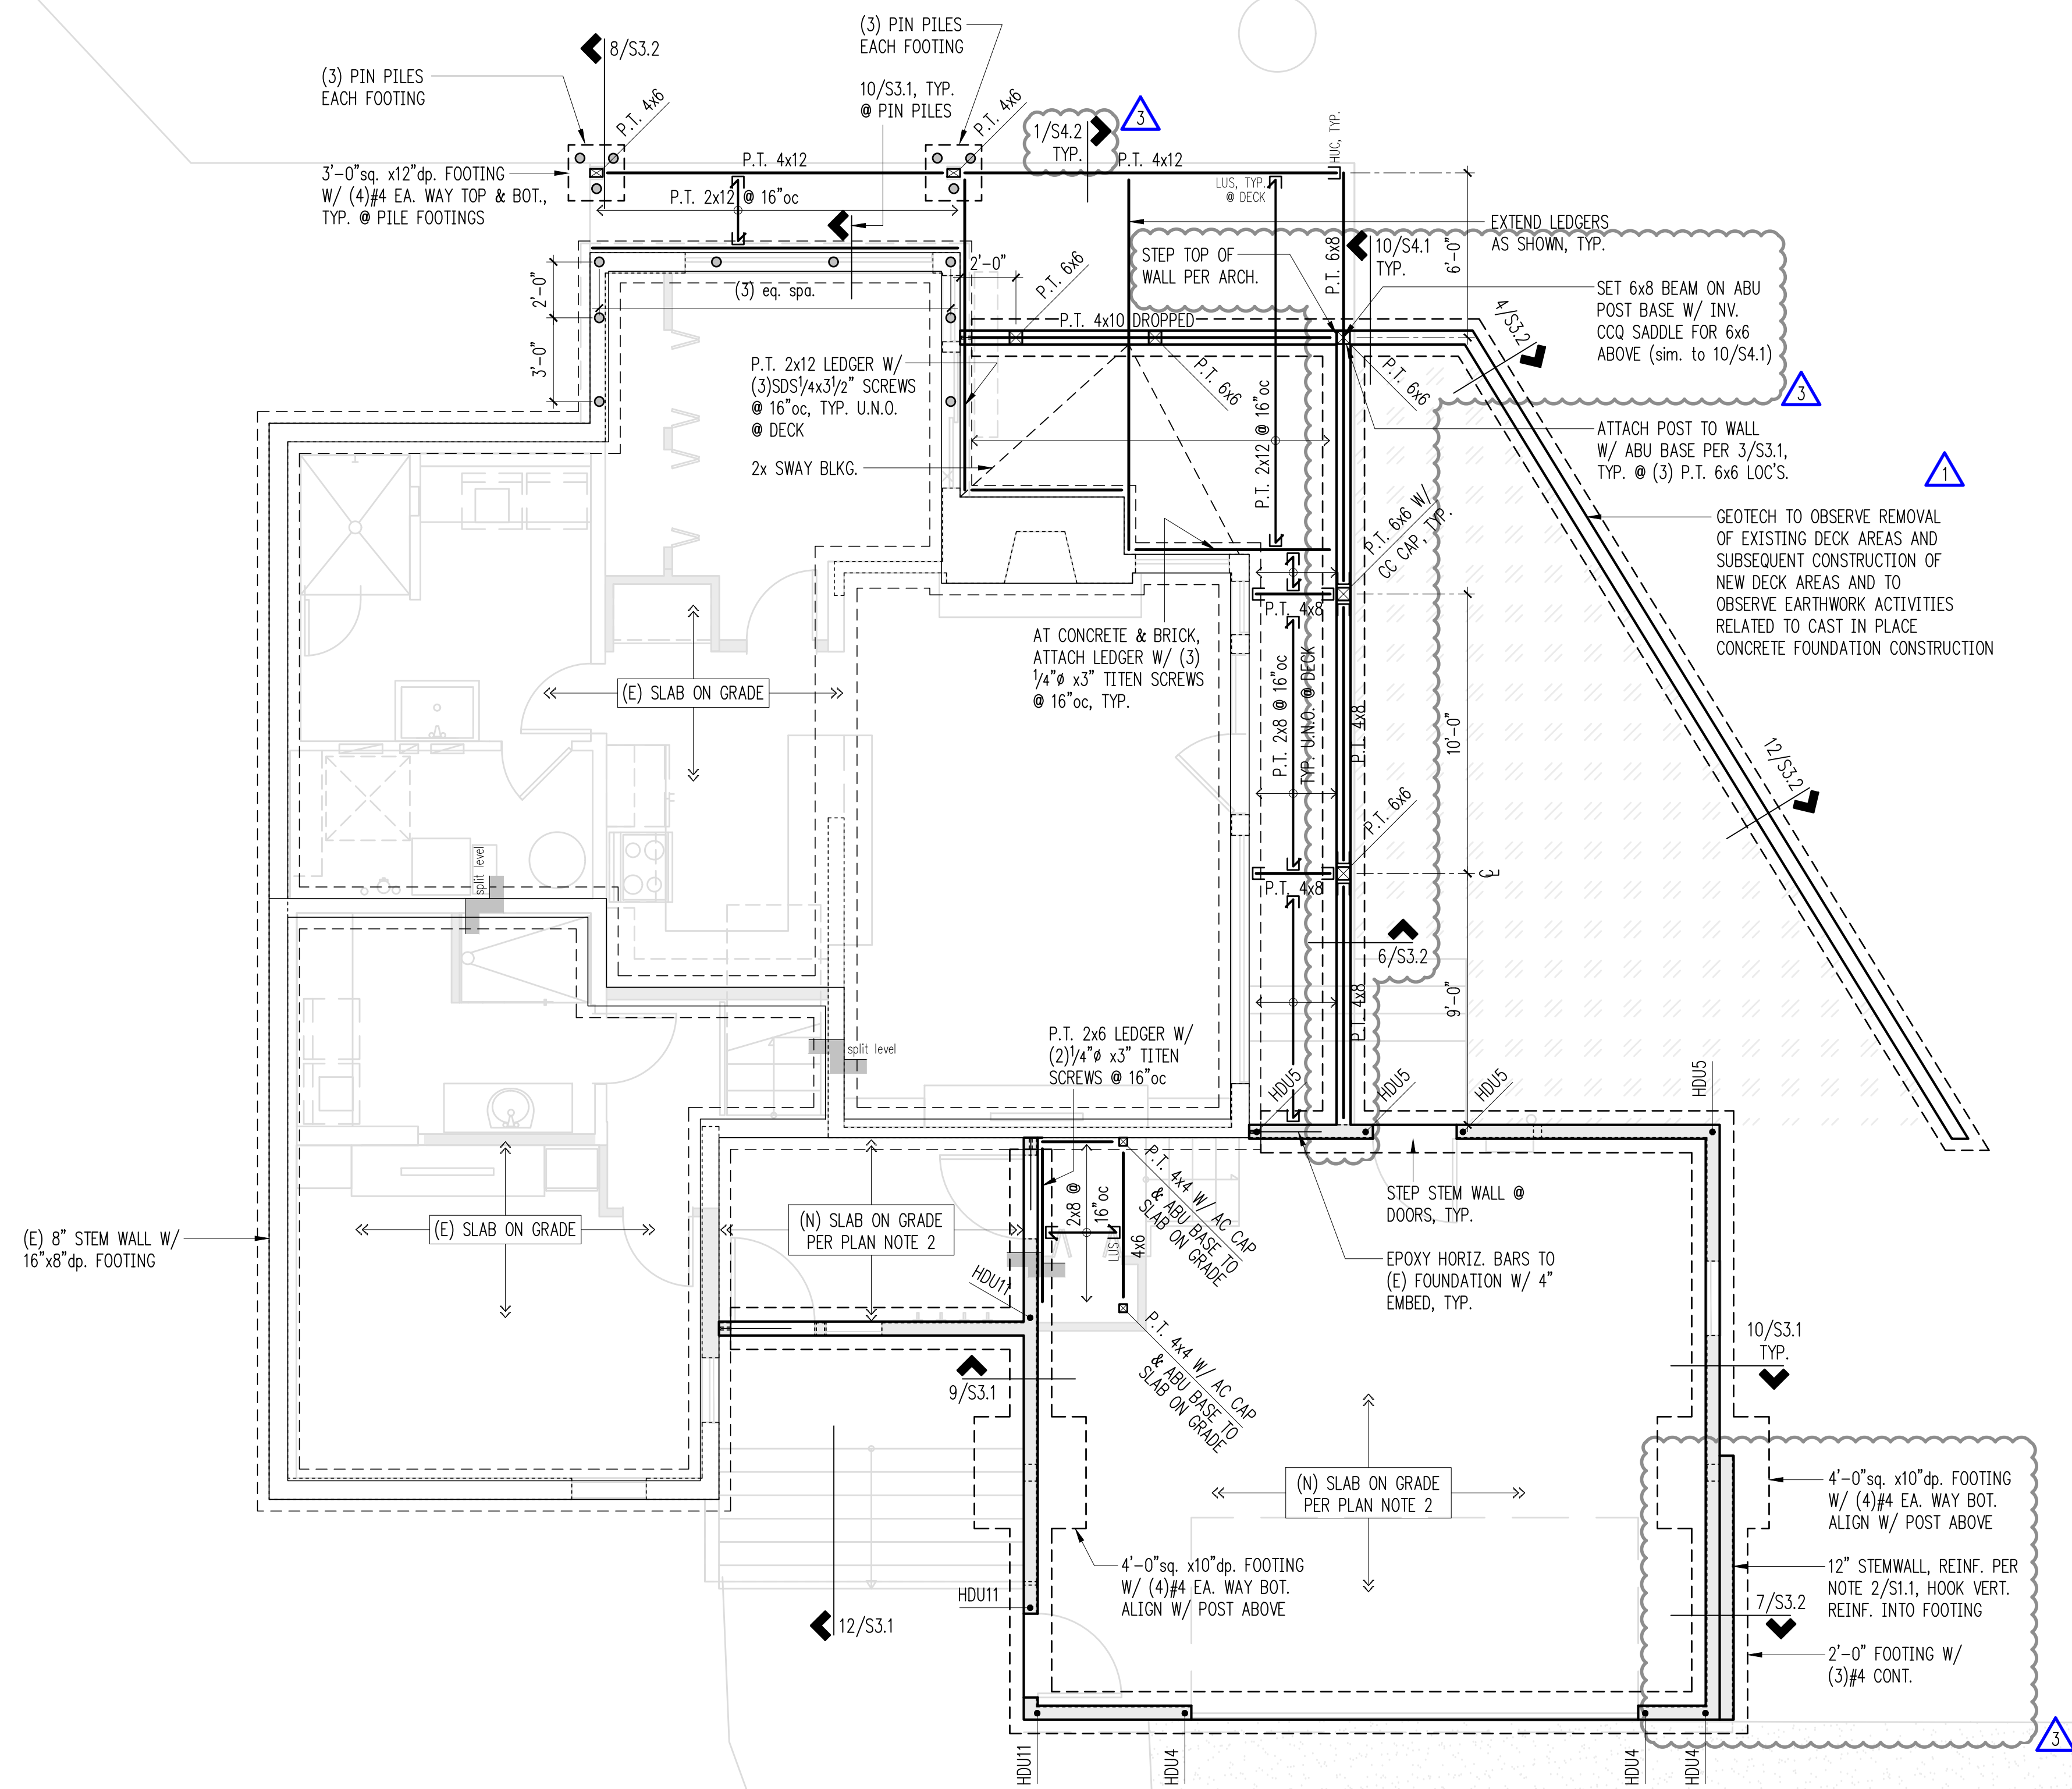 (3) PIN PILES
EACH FOOTING
8/S3.2
(3) PIN PILES
EACH FOOTING
P.T. 4x6
10/S3.1, TYP.
@ PIN PILES
P.T. 4x6
1/S4.2
TYP.
3
HUC, TYP.
3'-0"sq. x12"dp. FOOTING
W/ (4)#4 EA. WAY TOP & BOT.,
TYP. @ PILE FOOTINGS
P.T. 4x12
P.T. 4x12
P.T. 2x12 @ 16"oc
LUS, TYP.
@ DECK
EXTEND LEDGERS
AS SHOWN, TYP.
STEP TOP OF
WALL PER ARCH.
P.T. 6x8
10/S4.1
TYP.
6'-0"
2'-0"
P.T. 6x6
2'-0"
(3) eq. spa.
3'-0"
P.T. 4x10 DROPPED
SET 6x8 BEAM ON ABU
POST BASE W/ INV.
CCQ SADDLE FOR 6x6
ABOVE (sim. to 10/S4.1)
4/S3.2
3
P.T. 2x12 LEDGER W/
(3)SDS1/4x31/2" SCREWS
@ 16"oc, TYP. U.N.O.
@ DECK
P.T. 6x6
P.T. 6x6
P.T. 2x12 @ 16"oc
2x SWAY BLKG.
ATTACH POST TO WALL
W/ ABU BASE PER 3/S3.1,
TYP. @ (3) P.T. 6x6 LOC'S.
1
P.T. 6x6 W/
CC CAP, TYP.
GEOTECH TO OBSERVE REMOVAL
OF EXISTING DECK AREAS AND
SUBSEQUENT CONSTRUCTION OF
NEW DECK AREAS AND TO
OBSERVE EARTHWORK ACTIVITIES
RELATED TO CAST IN PLACE
CONCRETE FOUNDATION CONSTRUCTION
P.T. 4x8
AT CONCRETE & BRICK,
ATTACH LEDGER W/ (3)
1/4"ø x3" TITEN SCREWS
@ 16"oc, TYP.
(E) SLAB ON GRADE
P.T. 2x8 @ 16"oc
TYP. U.N.O. @ DECK
P.T. 4x8
10'-0"
12/S3.2
P.T. 6x6
split level
P.T. 4x8
CL
6/S3.2
P.T. 4x8
9'-0"
split level
P.T. 2x6 LEDGER W/
(2)1/4"ø x3" TITEN
SCREWS @ 16"oc
HDU5
HDU5
HDU5
HDU5
P.T. 4x4 W/ AC CAP
& ABU BASE TO
SLAB ON GRADE
2x8 @
16"oc
LUS
4x6
STEP STEM WALL @
DOORS, TYP.
(E) 8" STEM WALL W/
16"x8"dp. FOOTING
(E) SLAB ON GRADE
(N) SLAB ON GRADE
PER PLAN NOTE 2
HDU11
EPOXY HORIZ. BARS TO
(E) FOUNDATION W/ 4"
EMBED, TYP.
P.T. 4x4 W/ AC CAP
& ABU BASE TO
SLAB ON GRADE
10/S3.1
TYP.
9/S3.1
(N) SLAB ON GRADE
PER PLAN NOTE 2
4'-0"sq. x10"dp. FOOTING
W/ (4)#4 EA. WAY BOT.
ALIGN W/ POST ABOVE
4'-0"sq. x10"dp. FOOTING
W/ (4)#4 EA. WAY BOT.
ALIGN W/ POST ABOVE
12" STEMWALL, REINF. PER
NOTE 2/S1.1, HOOK VERT.
REINF. INTO FOOTING
HDU11
12/S3.1
7/S3.2
2'-0" FOOTING W/
(3)#4 CONT.
3
HDU11
HDU4
HDU4
HDU4